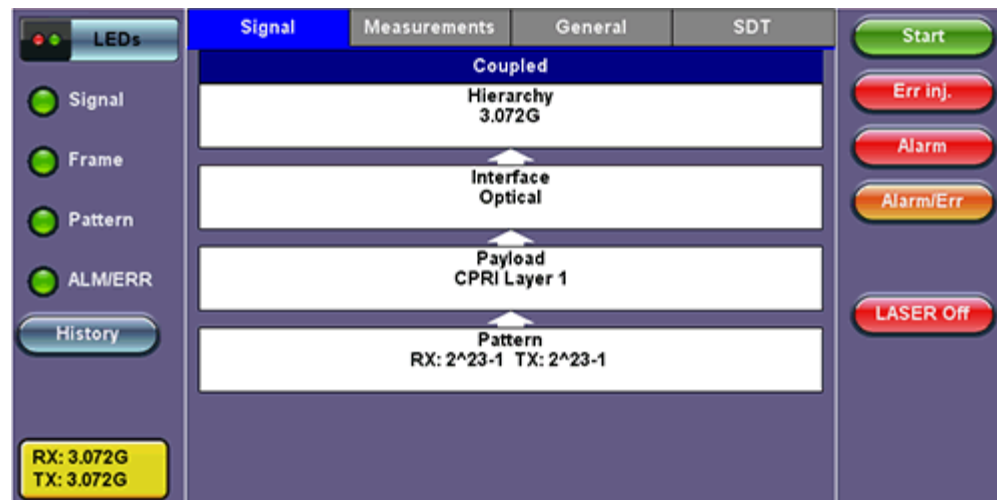 LEDs
Signal
Frame
Pattern
ALM/ERR
History
RX: 3.072G
TX: 3.072G
Signal Measurements General SDT
Coupled
Hierarchy
3.072G
Interface
Optical
Payload
CPRI Layer 1
Pattern
RX: 2^23-1 TX: 2^23-1
Start
Err inj.
Alarm
Alarm/Err
LASER Off